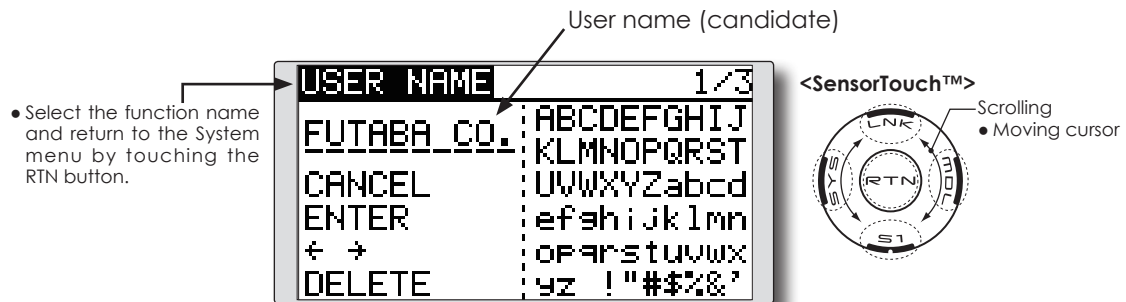 User name (candidate)
● Select the function name
and return to the System
menu by touching the
RTN button.
USER NAME 1/3
FUTABA CO.
CANCEL
ENTER
← →
DELETE
ABCDEFGHIJ
KLMNOPQRST
UVWXYZabcd
efghijklmn
opqrstuvwx
yz !"#$%&'
<SensorTouch™>
Scrolling
● Moving cursor
LNK
SYS
RTN
MDL
S1